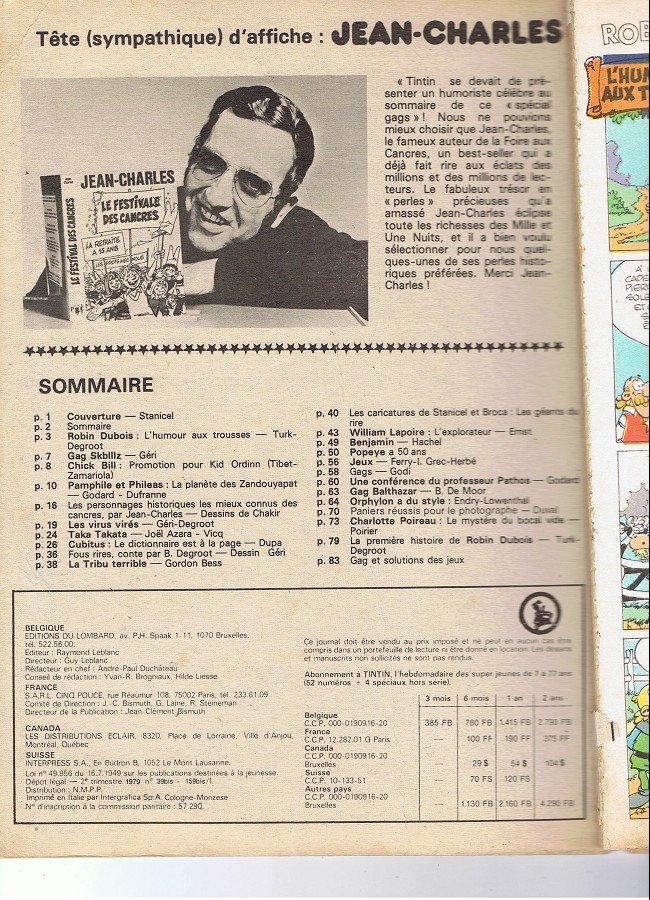 Tête (sympathique) d'affiche : JEAN-CHARLES
JEAN-CHARLES
LE FESTIVAL DES CANCRES
LE FESTIVALE
DES CANCRES
LA RETRAITE
A 15 ANS
« Tintin se devait de pré-
senter un humoriste célèbre au
sommaire de ce « spécial
gags » ! Nous ne pouvions
mieux choisir que Jean-Charles,
le fameux auteur de la Foire aux
Cancres, un best-seller qui a
déjà fait rire aux éclats des
millions et des millions de lec-
teurs. Le fabuleux trésor en
« perles » précieuses qu'a
amassé Jean-Charles éclipse
toute les richesses des Mille et
Une Nuits, et il a bien voulu
sélectionner pour nous quel-
ques-unes de ses perles histo-
riques préférées. Merci Jean-
Charles !
SOMMAIRE
p. 1 Couverture — Stanicel
p. 2 Sommaire
p. 3 Robin Dubois : L'humour aux trousses — Turk-
Degroot
p. 7 Gag Skblllz — Géri
p. 8 Chick Bill : Promotion pour Kid Ordinn (Tibet-
Zamariola)
p. 10 Pamphile et Phileas : La planète des Zandouyapat
— Godard - Dufranne
p. 16 Les personnages historiques les mieux connus des
cancres, par Jean-Charles — Dessins de Chakir
p. 19 Les virus virés — Géri-Degroot
p. 24 Taka Takata — Joël Azara - Vicq
p. 26 Cubitus : Le dictionnaire est à la page — Dupa
p. 36 Fous rires, conte par B. Degroot — Dessin Géri
p. 38 La Tribu terrible — Gordon Bess
p. 40 Les caricatures de Stanicel et Broca : Les géants du
rire
p. 43 William Lapoire : L'explorateur — Ernst
p. 49 Benjamin — Hachel
p. 50 Popeye a 50 ans
p. 56 Jeux — Ferry-I. Grec-Herbé
p. 58 Gags — Godi
p. 60 Une conférence du professeur Pathos — Godard
p. 63 Gag Balthazar — B. De Moor
p. 64 Orphylon a du style : Endry-Lowenthal
p. 70 Paniers réussis pour le photographe — Duval
p. 73 Charlotte Poireau : Le mystère du bocal vide —
Poirier
p. 79 La première histoire de Robin Dubois — Turk-
Degroot
p. 83 Gag et solutions des jeux
BELGIQUE
EDITIONS DU LOMBARD, av. P.H. Spaak 1-11, 1070 Bruxelles,
tél. 522.56.00.
Editeur : Raymond Leblanc
Directeur : Guy Leblanc
Rédacteur en chef : André-Paul Duchâteau
Conseil de rédaction : Yvan-R. Brogniaux, Hilde Liesse
FRANCE
S.A.R.L. CINQ POUCE, rue Réaumur 108, 75002 Paris, tél. 233.61.09
Comité de Direction : J.-C. Bismuth, G. Laine, R. Steineman
Directeur de la Publication : Jean-Clément Bismuth
CANADA
LES DISTRIBUTIONS ECLAIR, 8320, Place de Lorraine, Ville d'Anjou,
Montréal, Québec
SUISSE
INTERPRESS S.A., En Budron B, 1052 Le Mont Lausanne.
Loi n° 49.956 du 16.7.1949 sur les publications destinées à la jeunesse.
Dépôt légal — 2e trimestre 1979 n° 39bis - 159bis/I.
Distribution : N.M.P.P.
Imprimé en Italie par Intergrafica Sp.A. Cologne-Monzese
N° d'inscription à la commission paritaire : 57 290.
Ce journal doit être vendu au prix imposé et ne peut en aucun cas être
compris dans un portefeuille de lecture ni être donné en location. Les dessins
et manuscrits non sollicités ne sont pas rendus.
Abonnement à TINTIN, l'hebdomadaire des super jeunes de 7 à 77 ans
(52 numéros + 4 spéciaux hors série).
3 mois 6 mois 1 an 2 ans
Belgique
C.C.P. 000-0190916-20 385 FB 760 FB 1.415 FB 2.790 FB
France
C.C.P. 12.282.01 G Paris — 100 FF 190 FF 375 FF
Canada
C.C.P. 000-0190916-20
Bruxelles — 29 $ 54 $ 104 $
Suisse
C.C.P. 10-133-51 — 70 FS 120 FS
Autres pays
C.C.P. 000-0190916-20
Bruxelles — 1.130 FB 2.160 FB 4.290 FB
ROB
L'HUM
AUX T